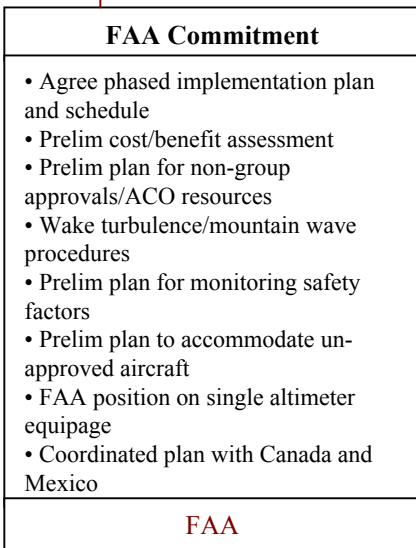 FAA Commitment
• Agree phased implementation plan
and schedule
• Prelim cost/benefit assessment
• Prelim plan for non-group
approvals/ACO resources
• Wake turbulence/mountain wave
procedures
• Prelim plan for monitoring safety
factors
• Prelim plan to accommodate un-
approved aircraft
• FAA position on single altimeter
equipage
• Coordinated plan with Canada and
Mexico
FAA